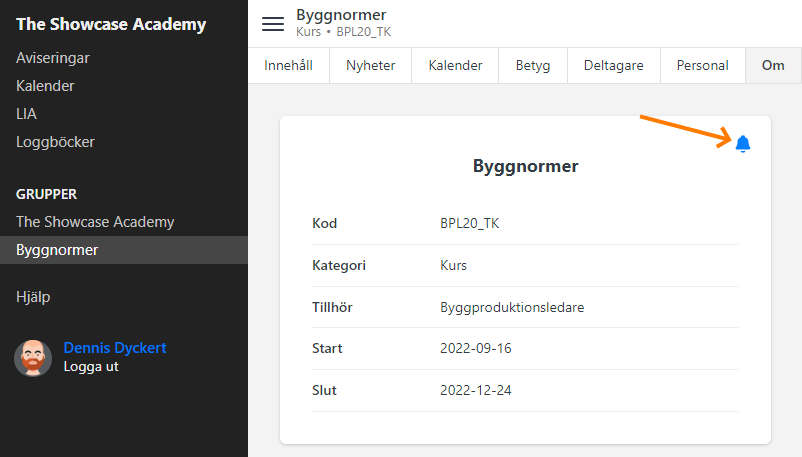 The Showcase Academy
Aviseringar
Kalender
LIA
Loggböcker
GRUPPER
The Showcase Academy
Byggnormer
Hjälp
Dennis Dyckert
Logga ut
Byggnormer
Kurs • BPL20_TK
Innehåll Nyheter Kalender Betyg Deltagare Personal Om
Byggnormer
Kod BPL20_TK
Kategori Kurs
Tillhör Byggproduktionsledare
Start 2022-09-16
Slut 2022-12-24